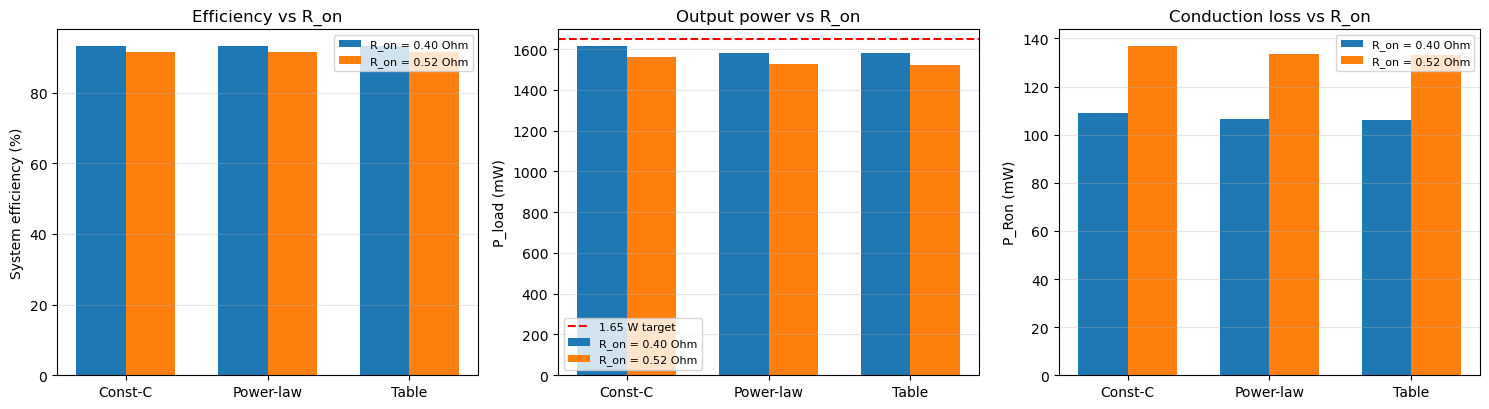 Efficiency vs R_on
System efficiency (%)
80
60
40
20
0
R_on = 0.40 Ohm
R_on = 0.52 Ohm
Const-C
Power-law
Table
Output power vs R_on
P_load (mW)
1600
1400
1200
1000
800
600
400
200
0
1.65 W target
R_on = 0.40 Ohm
R_on = 0.52 Ohm
Const-C
Power-law
Table
Conduction loss vs R_on
P_Ron (mW)
140
120
100
80
60
40
20
0
R_on = 0.40 Ohm
R_on = 0.52 Ohm
Const-C
Power-law
Table